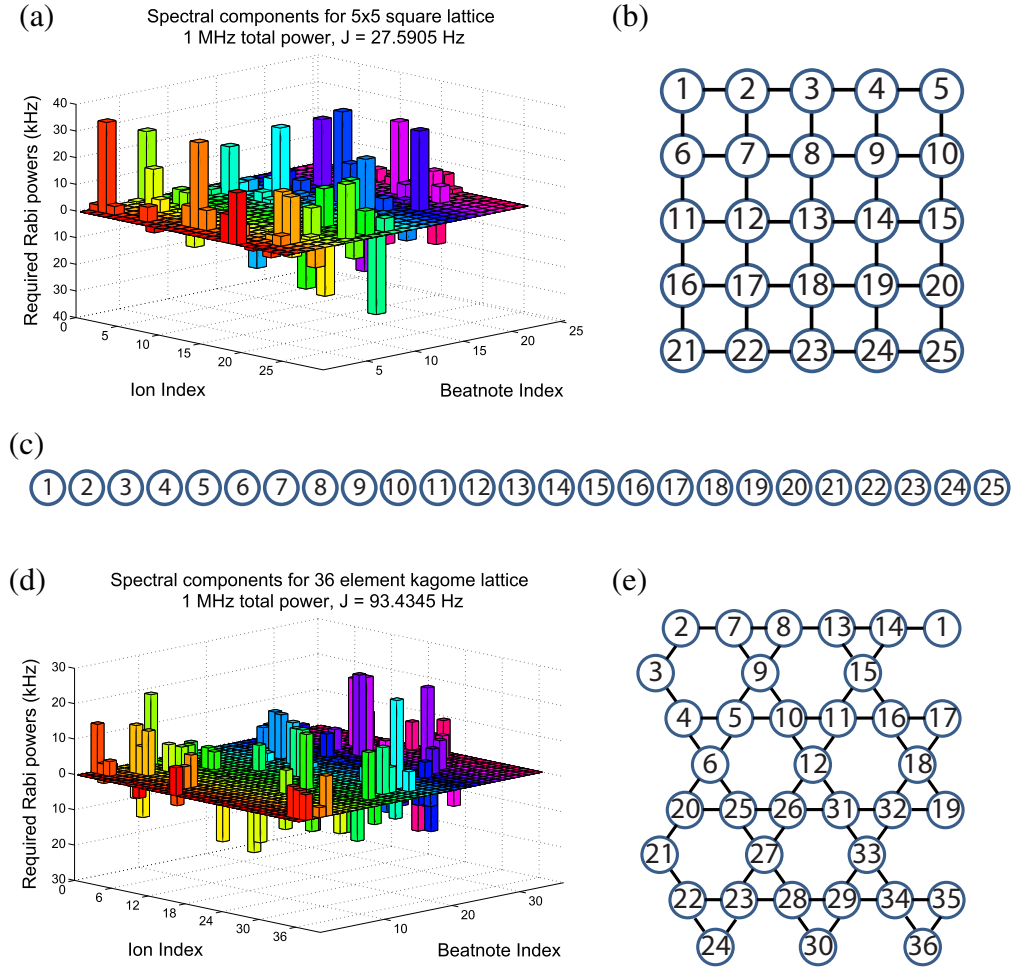 (a)
Spectral components for 5x5 square lattice
1 MHz total power, J = 27.5905 Hz
Required Rabi powers (kHz)
40
30
20
10
0
10
20
30
40
0
5
10
15
20
25
Ion Index
5
10
15
20
25
Beatnote Index
(b)
1 2 3 4 5
6 7 8 9 10
11 12 13 14 15
16 17 18 19 20
21 22 23 24 25
(c)
1 2 3 4 5 6 7 8 9 10 11 12 13 14 15 16 17 18 19 20 21 22 23 24 25
(d)
Spectral components for 36 element kagome lattice
1 MHz total power, J = 93.4345 Hz
Required Rabi powers (kHz)
30
20
10
0
10
20
30
0
6
12
18
24
30
36
Ion Index
10
20
30
Beatnote Index
(e)
2 7 8 13 14 1
3 9 15
4 5 10 11 16 17
6 12 18
20 25 26 31 32 19
21 27 33
22 23 28 29 34 35
24 30 36